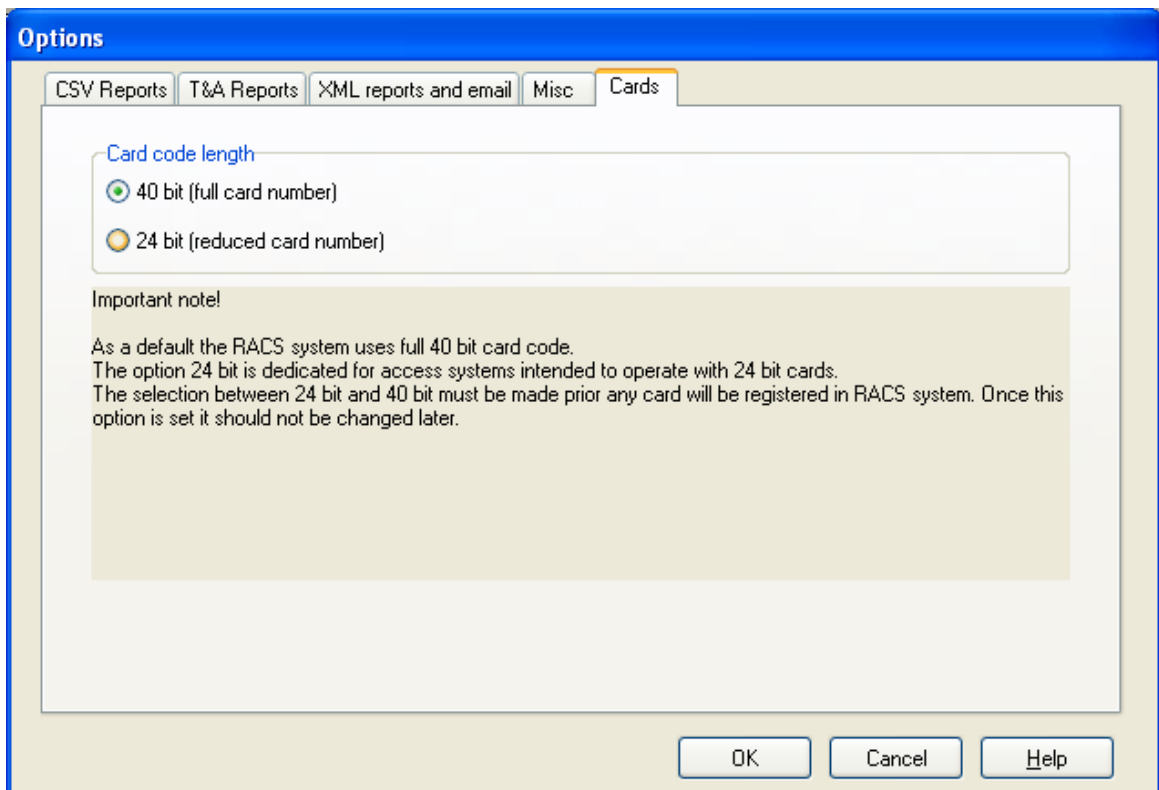 Options
CSV Reports T&A Reports XML reports and email Misc Cards
Card code length
40 bit (full card number)
24 bit (reduced card number)
Important note!
As a default the RACS system uses full 40 bit card code.
The option 24 bit is dedicated for access systems intended to operate with 24 bit cards.
The selection between 24 bit and 40 bit must be made prior any card will be registered in RACS system. Once this
option is set it should not be changed later.
OK Cancel Help